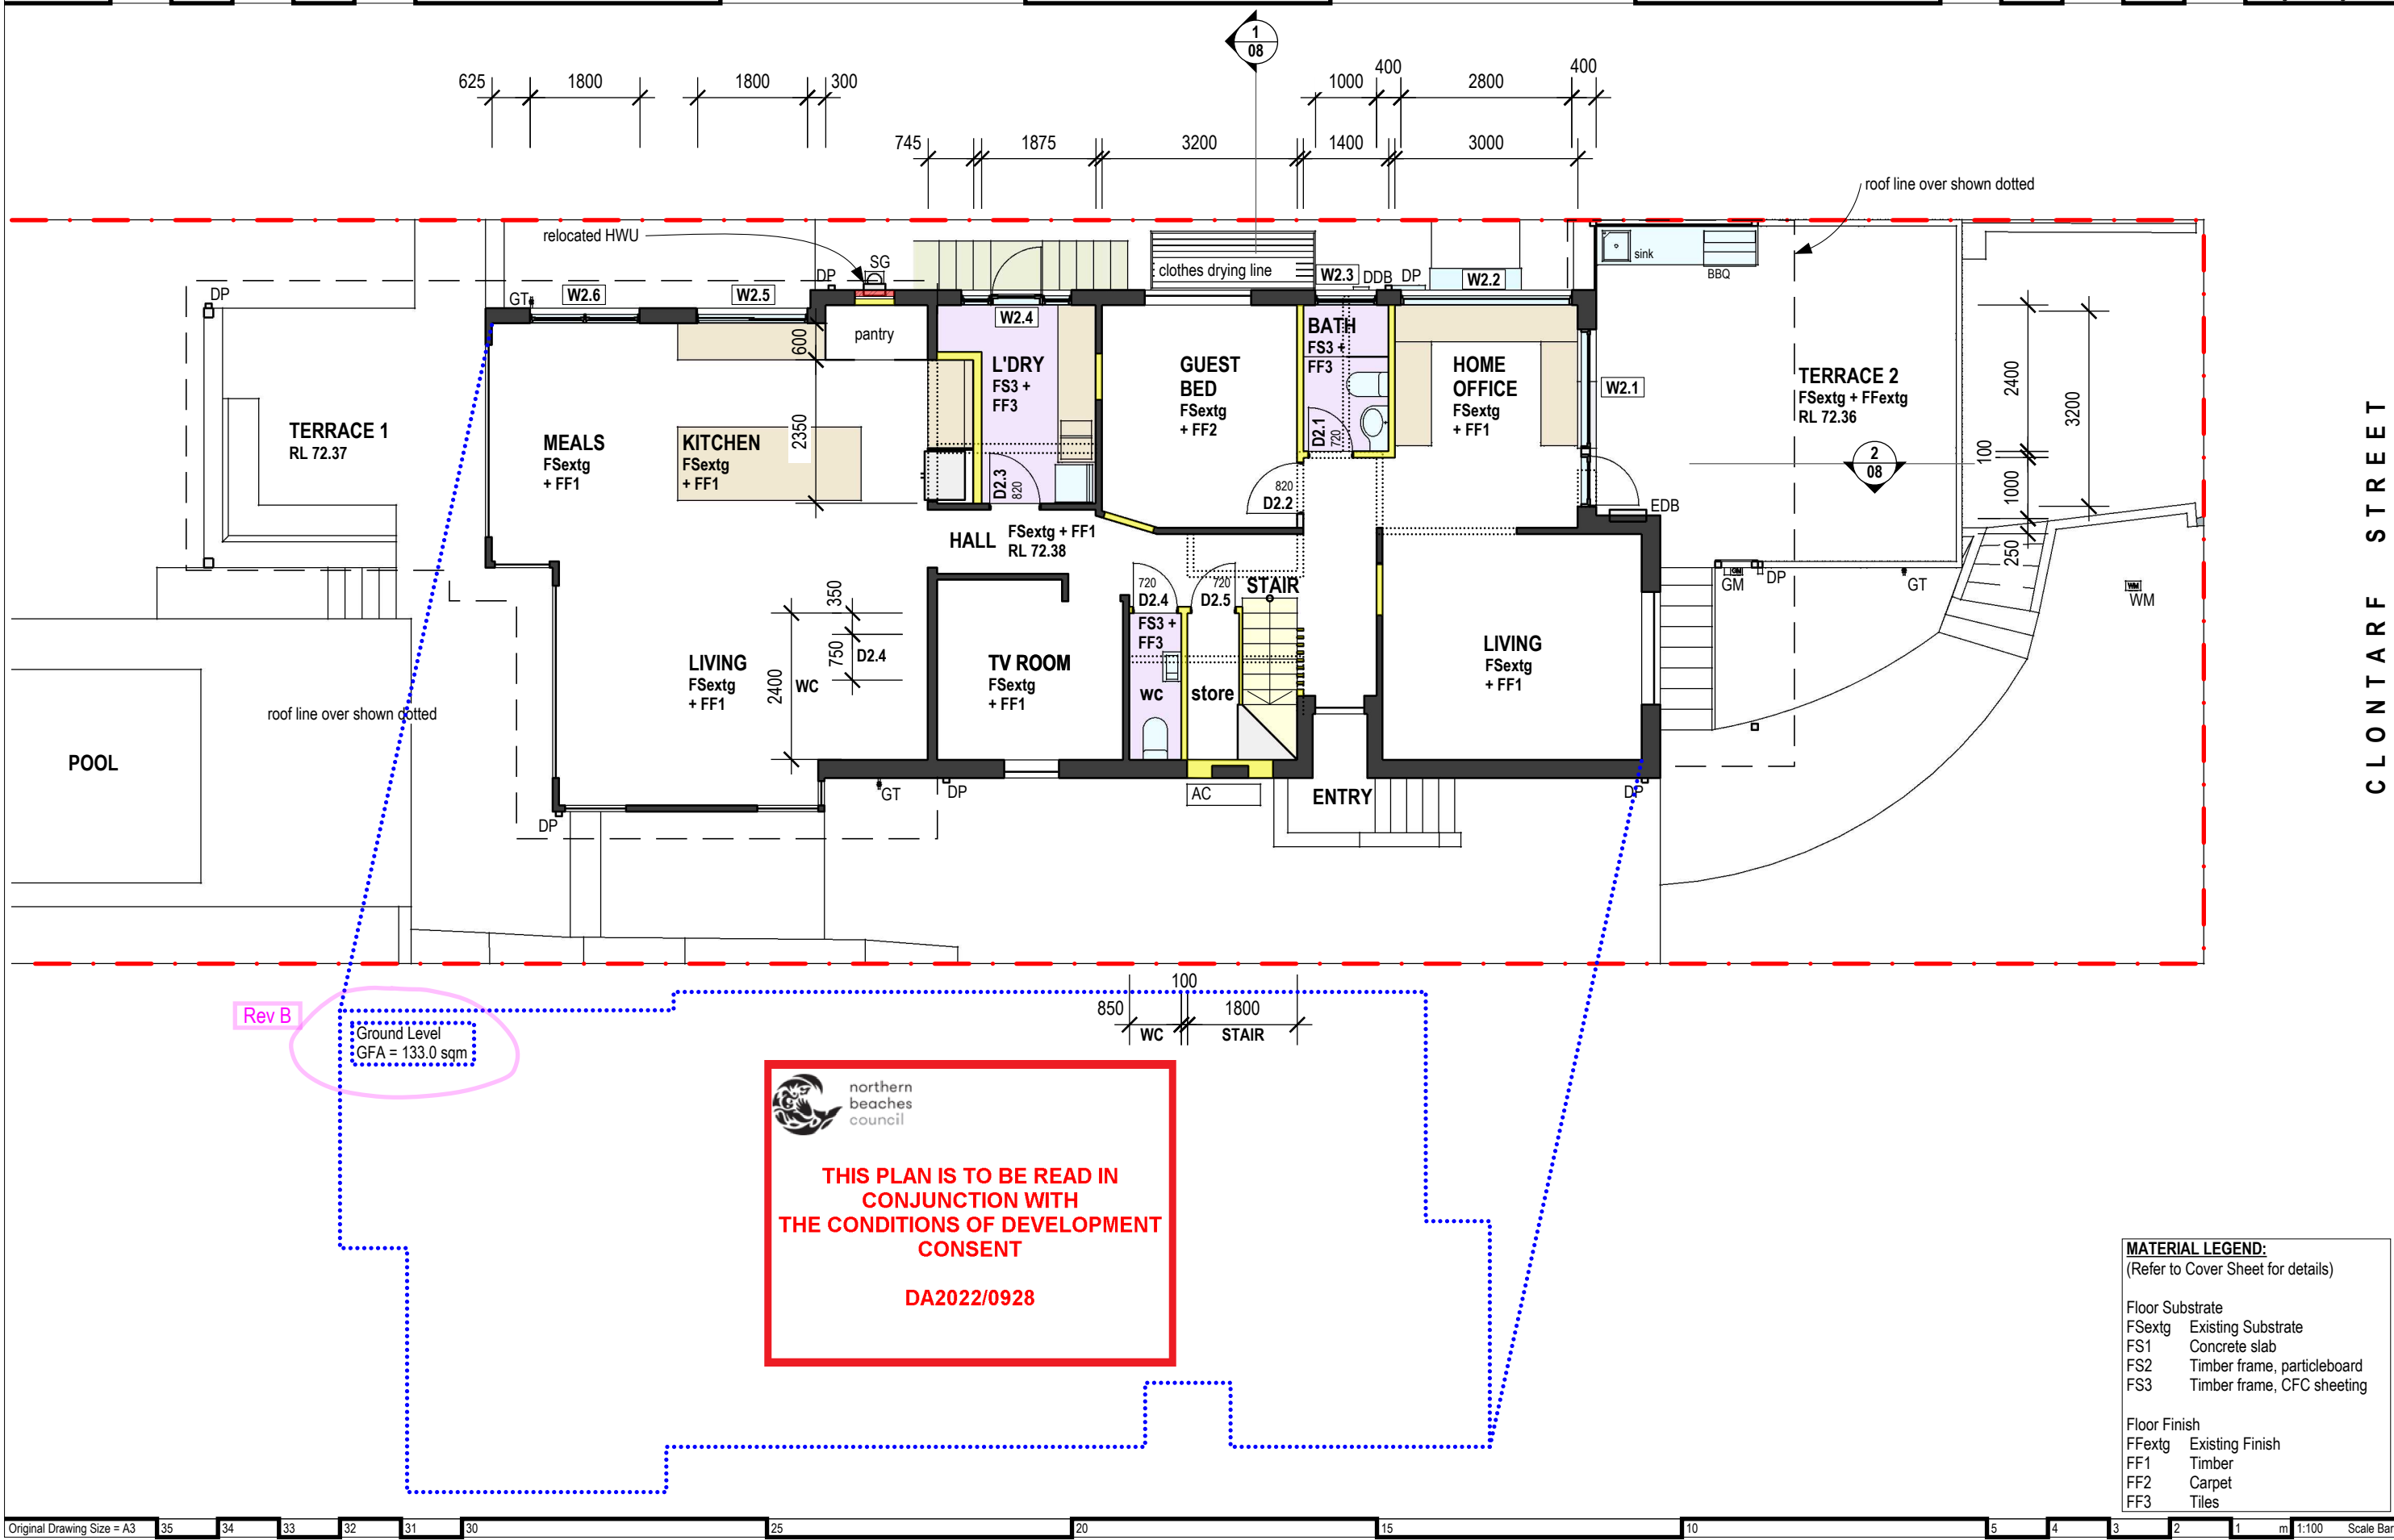 1
08
625
1800
1800
300
1000
400
2800
400
745
1875
3200
1400
3000
roof line over shown dotted
relocated HWU
SG
DP
DP
GT
W2.6
W2.5
clothes drying line
W2.3
DDB
DP
W2.2
sink
BBQ
pantry
W2.4
600
2350
L'DRY
FS3 +
FF3
GUEST
BED
FSextg
+ FF2
BATH
FS3 +
FF3
HOME
OFFICE
FSextg
+ FF1
W2.1
TERRACE 2
FSextg + FFextg
RL 72.36
2400
3200
100
1000
250
TERRACE 1
RL 72.37
MEALS
FSextg
+ FF1
KITCHEN
FSextg
+ FF1
D2.3
820
820
D2.2
D2.1
720
2
08
EDB
CLONTARF STREET
HALL
FSextg + FF1
RL 72.38
720
D2.4
720
D2.5
STAIR
FS3 +
FF3
wc
store
350
750
D2.4
2400
WC
LIVING
FSextg
+ FF1
TV ROOM
FSextg
+ FF1
LIVING
FSextg
+ FF1
GM
DP
GT
WM
WM
roof line over shown dotted
POOL
GT
DP
DP
AC
ENTRY
DP
Rev B
Ground Level
GFA = 133.0 sqm
100
850
1800
WC
STAIR
northern
beaches
council
THIS PLAN IS TO BE READ IN
CONJUNCTION WITH
THE CONDITIONS OF DEVELOPMENT
CONSENT
DA2022/0928
MATERIAL LEGEND:
(Refer to Cover Sheet for details)
Floor Substrate
FSextg Existing Substrate
FS1 Concrete slab
FS2 Timber frame, particleboard
FS3 Timber frame, CFC sheeting
Floor Finish
FFextg Existing Finish
FF1 Timber
FF2 Carpet
FF3 Tiles
Original Drawing Size = A3 35 34 33 32 31 30 25 20 15 10 5 4 3 2 1 m 1:100 Scale Bar